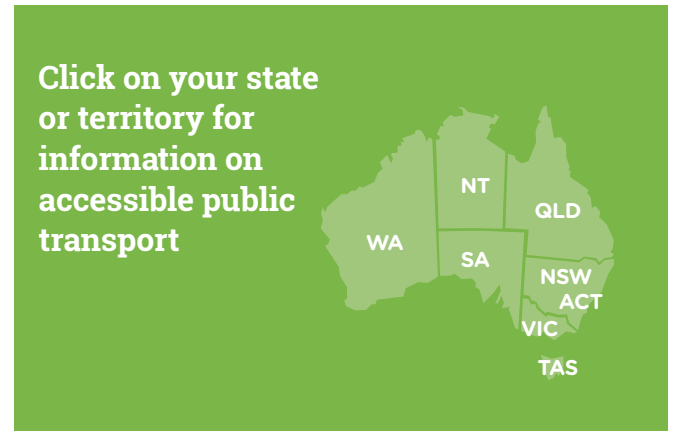 Click on your state
or territory for
information on
accessible public
transport
NT
QLD
WA
SA
NSW
ACT
VIC
TAS